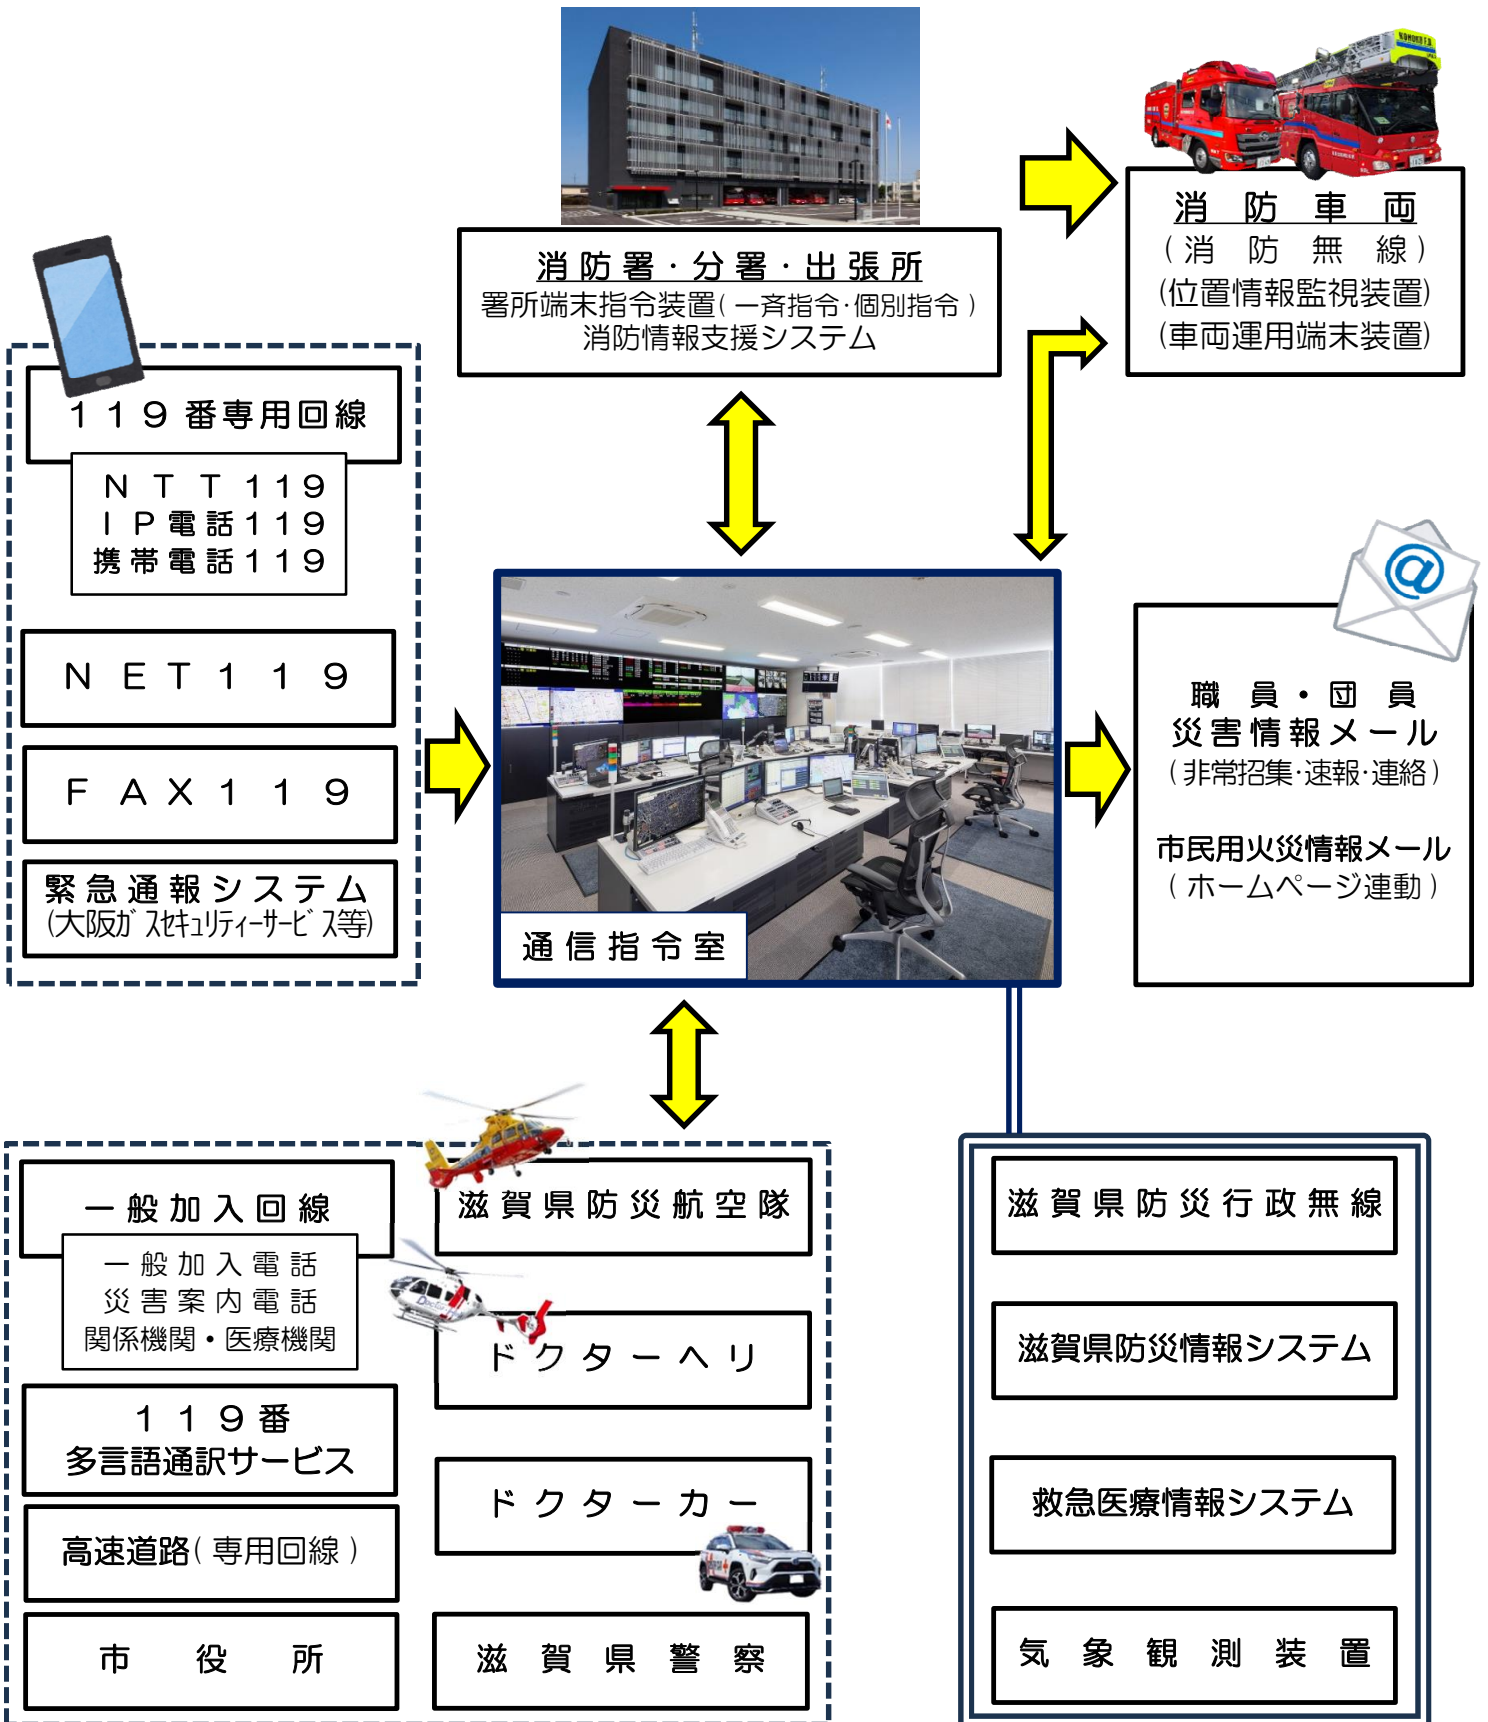 消防署・分署・出張所
署所端末指令装置(一斉指令・個別指令)
消防情報支援システム
消防車両
(消防無線)
(位置情報監視装置)
(車両運用端末装置)
119番専用回線
NTT119
IP電話119
携帯電話119
NET119
FAX119
緊急通報システム
(大阪ガスセキュリティーサービス等)
通信指令室
職員・団員
災害情報メール
(非常招集・速報・連絡)
市民用火災情報メール
(ホームページ連動)
一般加入回線
一般加入電話
災害案内電話
関係機関・医療機関
119番
多言語通訳サービス
高速道路(専用回線)
市役所
滋賀県防災航空隊
ドクターヘリ
ドクターカー
滋賀県警察
滋賀県防災行政無線
滋賀県防災情報システム
救急医療情報システム
気象観測装置